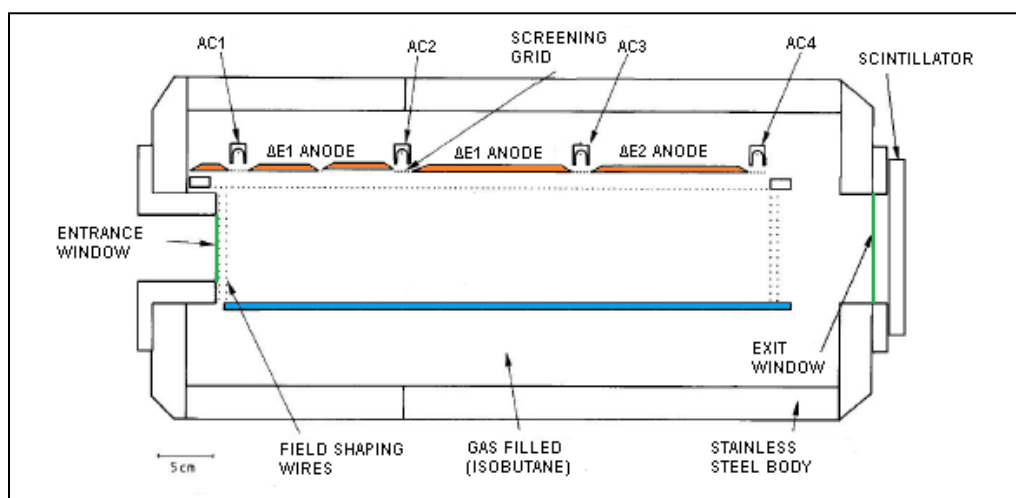 AC1
AC2
SCREENING
GRID
AC3
AC4
SCINTILLATOR
ΔE1 ANODE
ΔE1 ANODE
ΔE2 ANODE
ENTRANCE
WINDOW
EXIT
WINDOW
FIELD SHAPING
WIRES
GAS FILLED
(ISOBUTANE)
STAINLESS
STEEL BODY
5cm